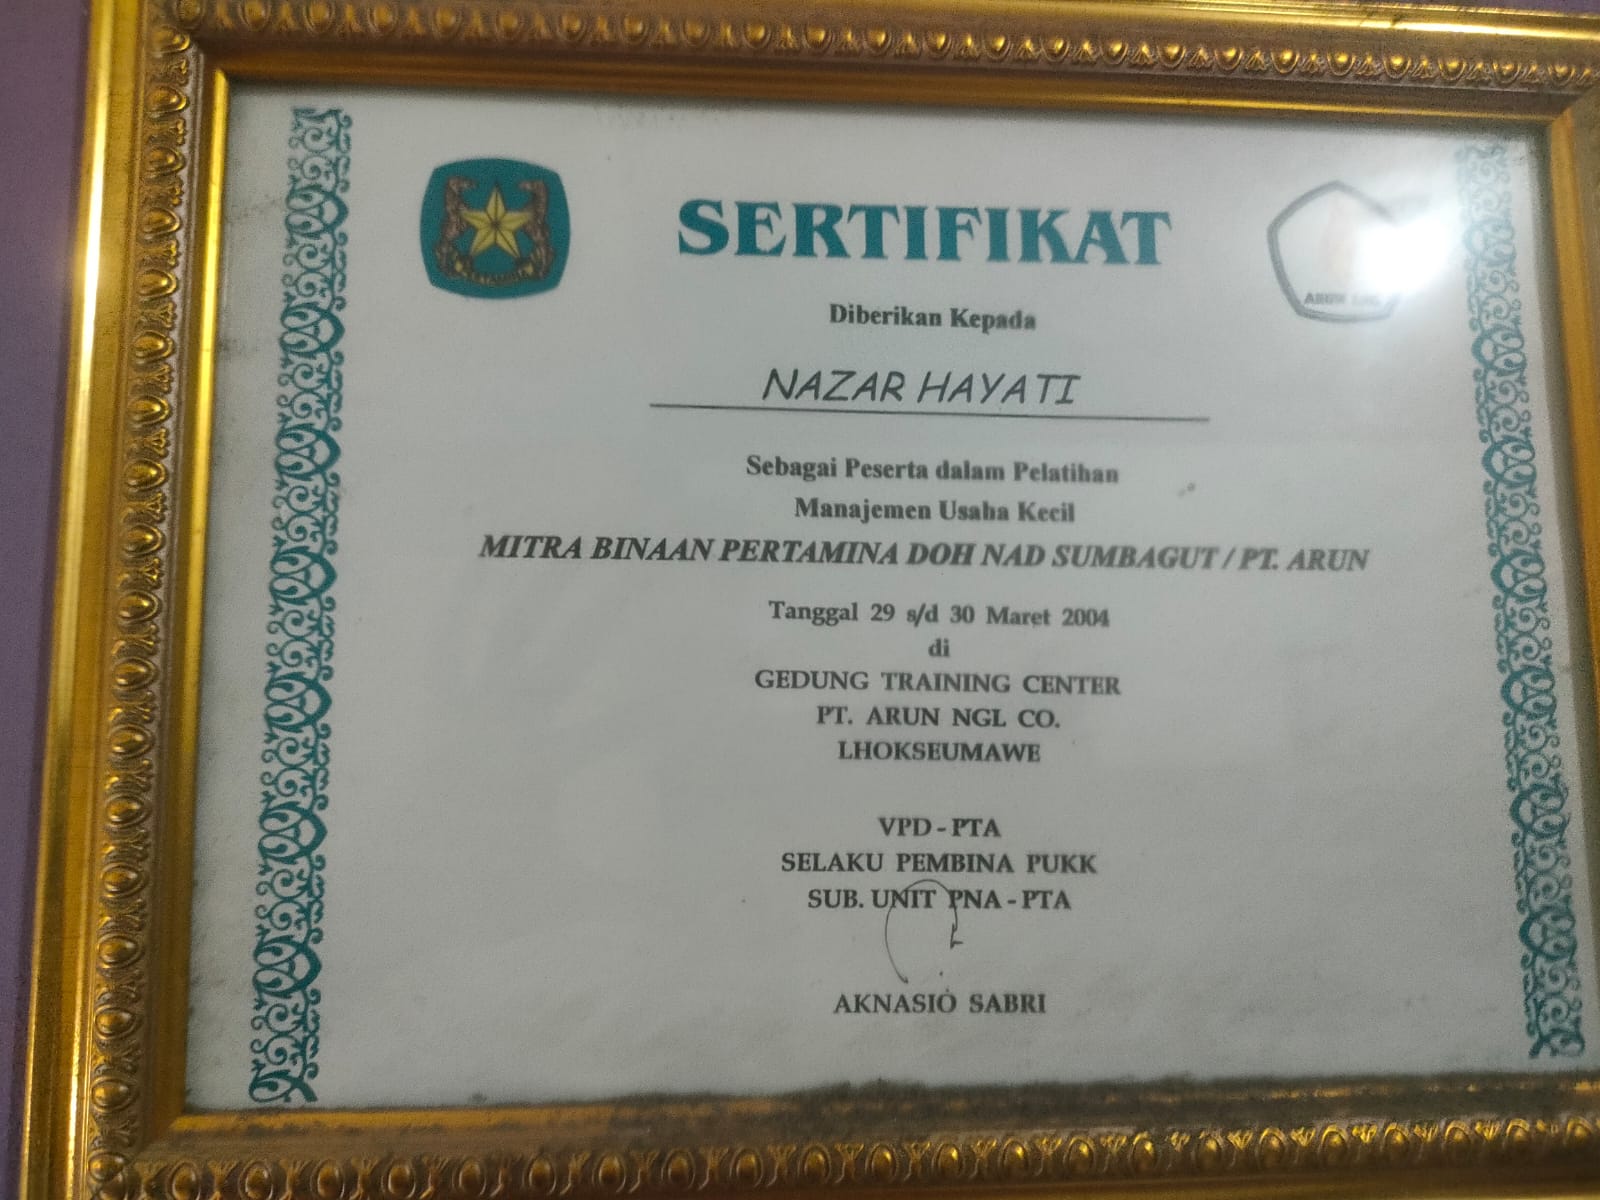 SERTIFIKAT
Diberikan Kepada
NAZAR HAYATI
Sebagai Peserta dalam Pelatihan
Manajemen Usaha Kecil
MITRA BINAAN PERTAMINA DOH NAD SUMBAGUT / PT. ARUN
Tanggal 29 s/d 30 Maret 2004
di
GEDUNG TRAINING CENTER
PT. ARUN NGL CO.
LHOKSEUMAWE
VPD - PTA
SELAKU PEMBINA PUKK
SUB. UNIT PNA - PTA
AKNASIO SABRI